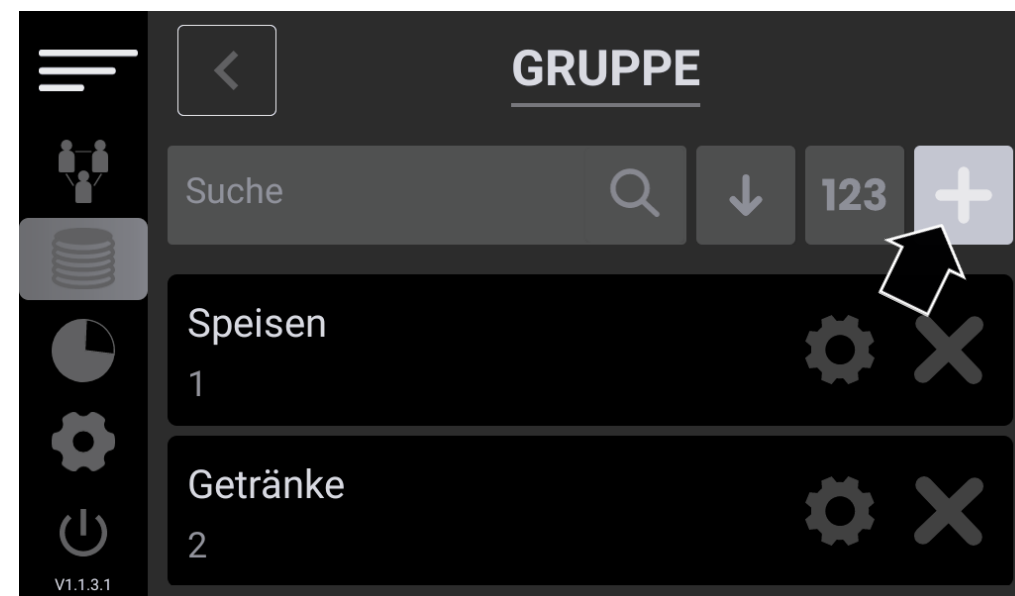 GRUPPE
Suche
123
Speisen
1
Getränke
2
V1.1.3.1